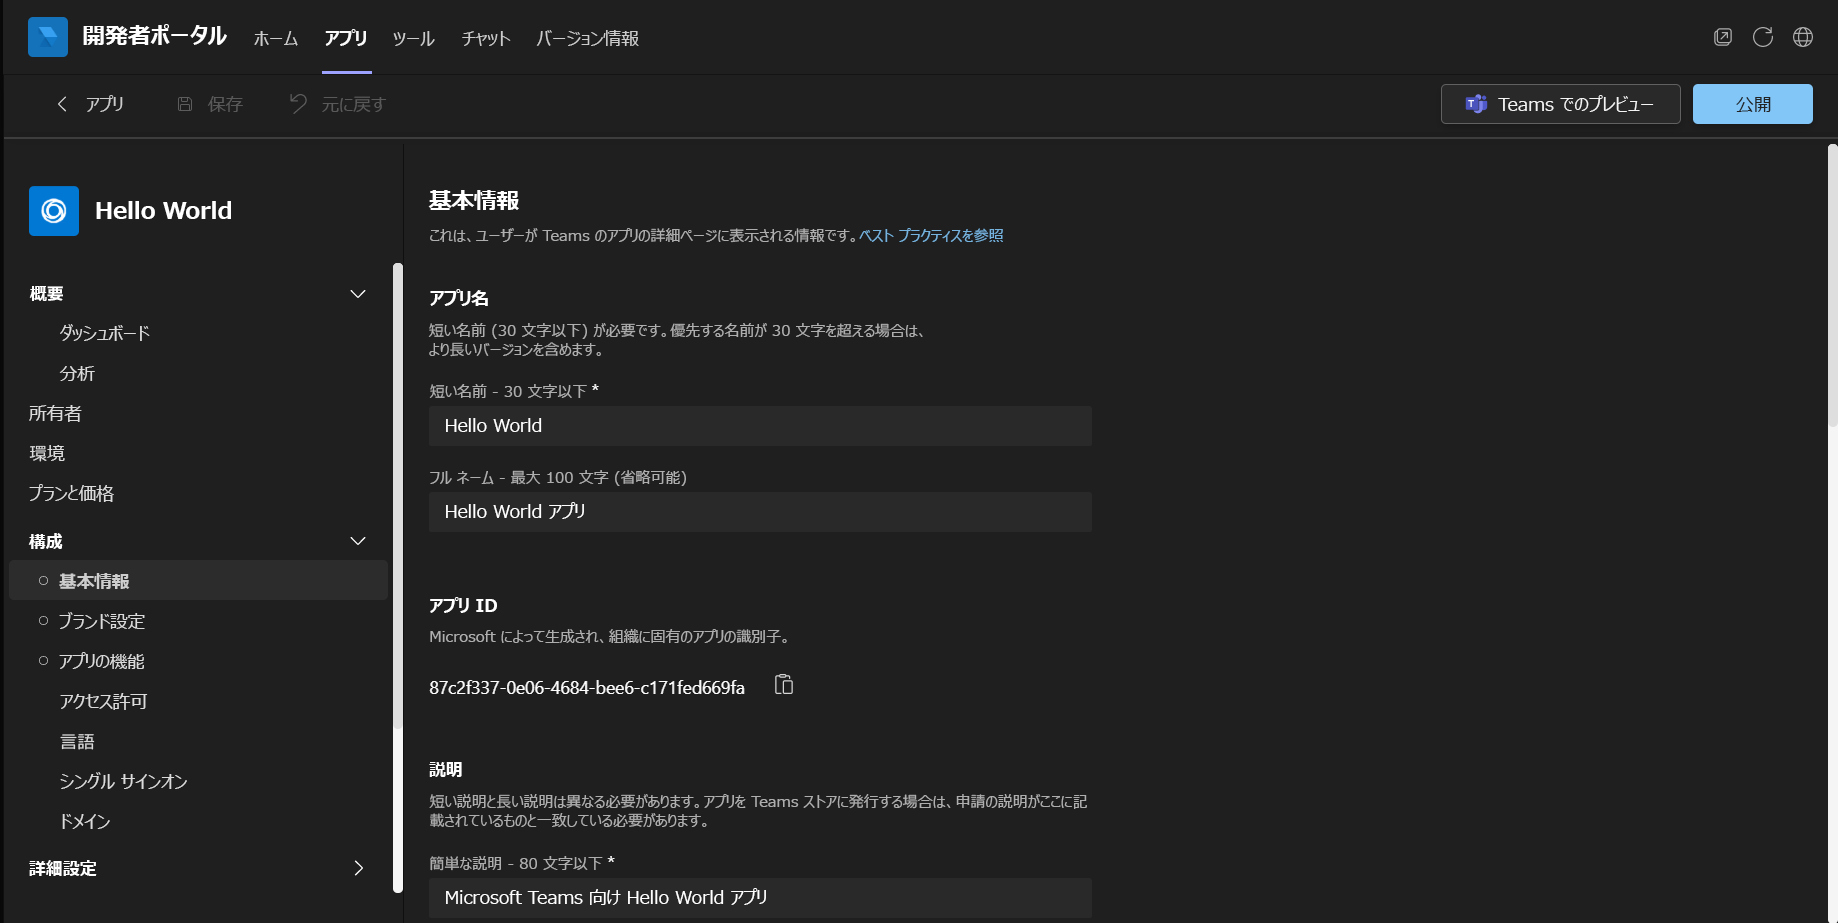 開発者ポータル
ホーム
アプリ
ツール
チャット
バージョン情報
アプリ
保存
元に戻す
Teams でのプレビュー
公開
Hello World
概要
ダッシュボード
分析
所有者
環境
プランと価格
構成
基本情報
ブランド設定
アプリの機能
アクセス許可
言語
シングル サインオン
ドメイン
詳細設定
基本情報
これは、ユーザーが Teams のアプリの詳細ページに表示される情報です。ベスト プラクティスを参照
アプリ名
短い名前 (30 文字以下) が必要です。優先する名前が 30 文字を超える場合は、
より長いバージョンを含めます。
短い名前 - 30 文字以下 *
Hello World
フル ネーム - 最大 100 文字 (省略可能)
Hello World アプリ
アプリ ID
Microsoft によって生成され、組織に固有のアプリの識別子。
87c2f337-0e06-4684-bee6-c171fed669fa
説明
短い説明と長い説明は異なる必要があります。アプリを Teams ストアに発行する場合は、申請の説明がここに記
載されているものと一致している必要があります。
簡単な説明 - 80 文字以下 *
Microsoft Teams 向け Hello World アプリ